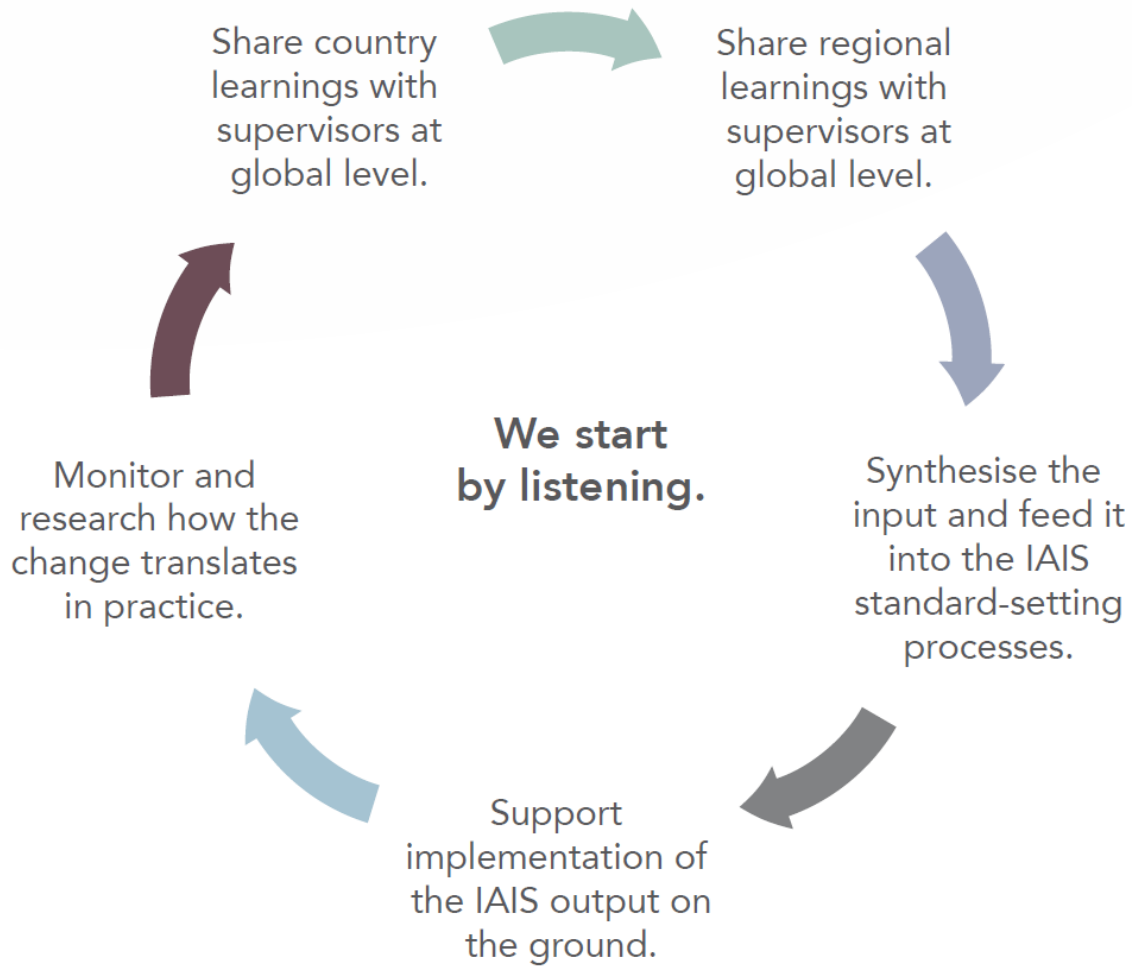 Share country
learnings with
supervisors at
global level.
Share regional
learnings with
supervisors at
global level.
We start
by listening.
Synthesise the
input and feed it
into the IAIS
standard-setting
processes.
Support
implementation of
the IAIS output on
the ground.
Monitor and
research how the
change translates
in practice.